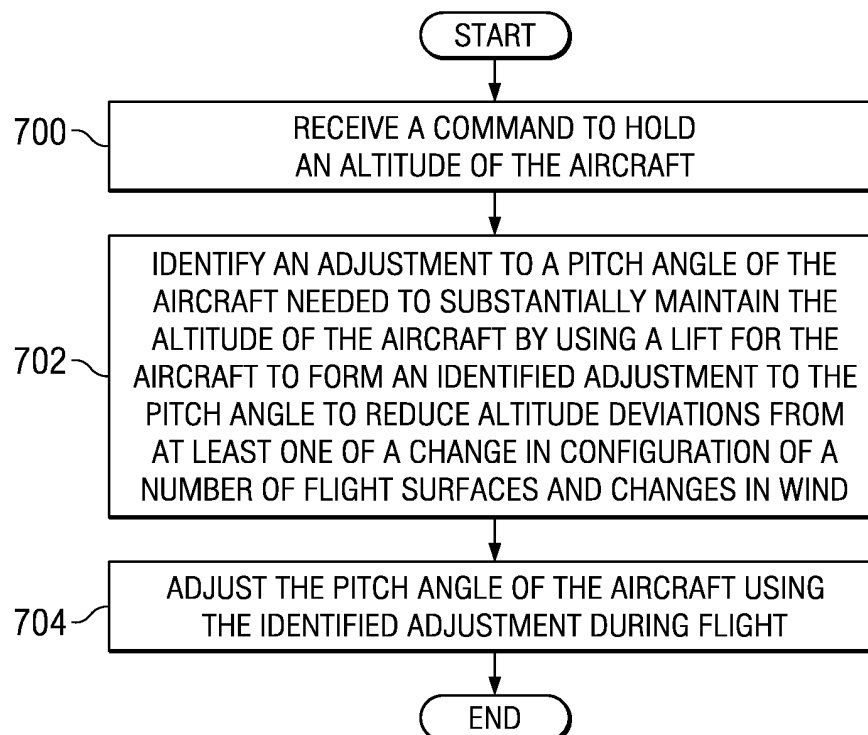 START
700
RECEIVE A COMMAND TO HOLD
AN ALTITUDE OF THE AIRCRAFT
702
IDENTIFY AN ADJUSTMENT TO A PITCH ANGLE OF THE
AIRCRAFT NEEDED TO SUBSTANTIALLY MAINTAIN THE
ALTITUDE OF THE AIRCRAFT BY USING A LIFT FOR THE
AIRCRAFT TO FORM AN IDENTIFIED ADJUSTMENT TO THE
PITCH ANGLE TO REDUCE ALTITUDE DEVIATIONS FROM
AT LEAST ONE OF A CHANGE IN CONFIGURATION OF A
NUMBER OF FLIGHT SURFACES AND CHANGES IN WIND
704
ADJUST THE PITCH ANGLE OF THE AIRCRAFT USING
THE IDENTIFIED ADJUSTMENT DURING FLIGHT
END